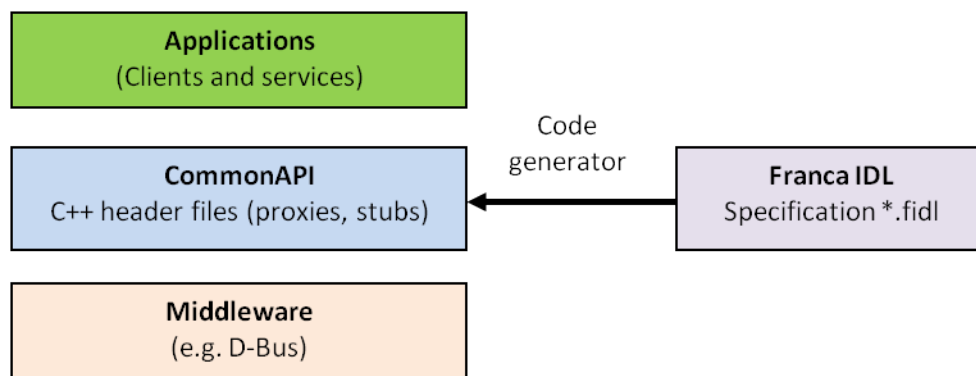 Applications
(Clients and services)
Code
generator
CommonAPI
C++ header files (proxies, stubs)
Franca IDL
Specification *.fidl
Middleware
(e.g. D-Bus)